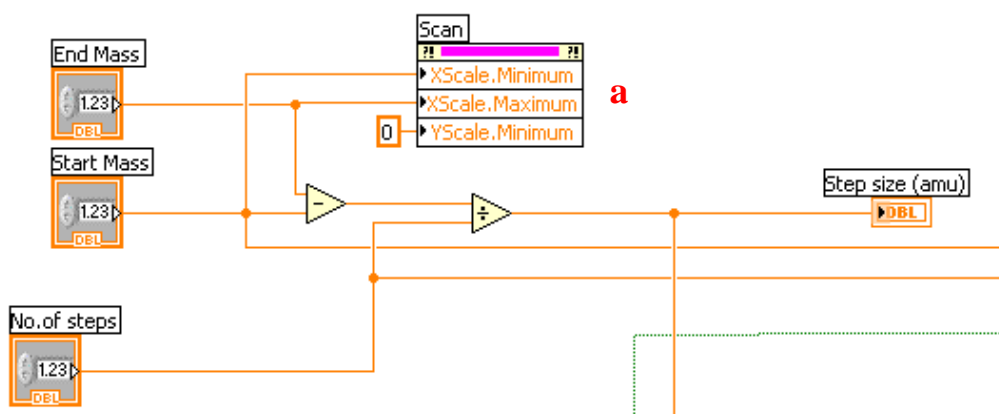 Scan
End Mass
?! ?!
XScale.Minimum
1.23
XScale.Maximum
a
DBL
0
YScale.Minimum
Start Mass
1.23
DBL
-
÷
Step size (amu)
DBL
No.of steps
1.23
DBL